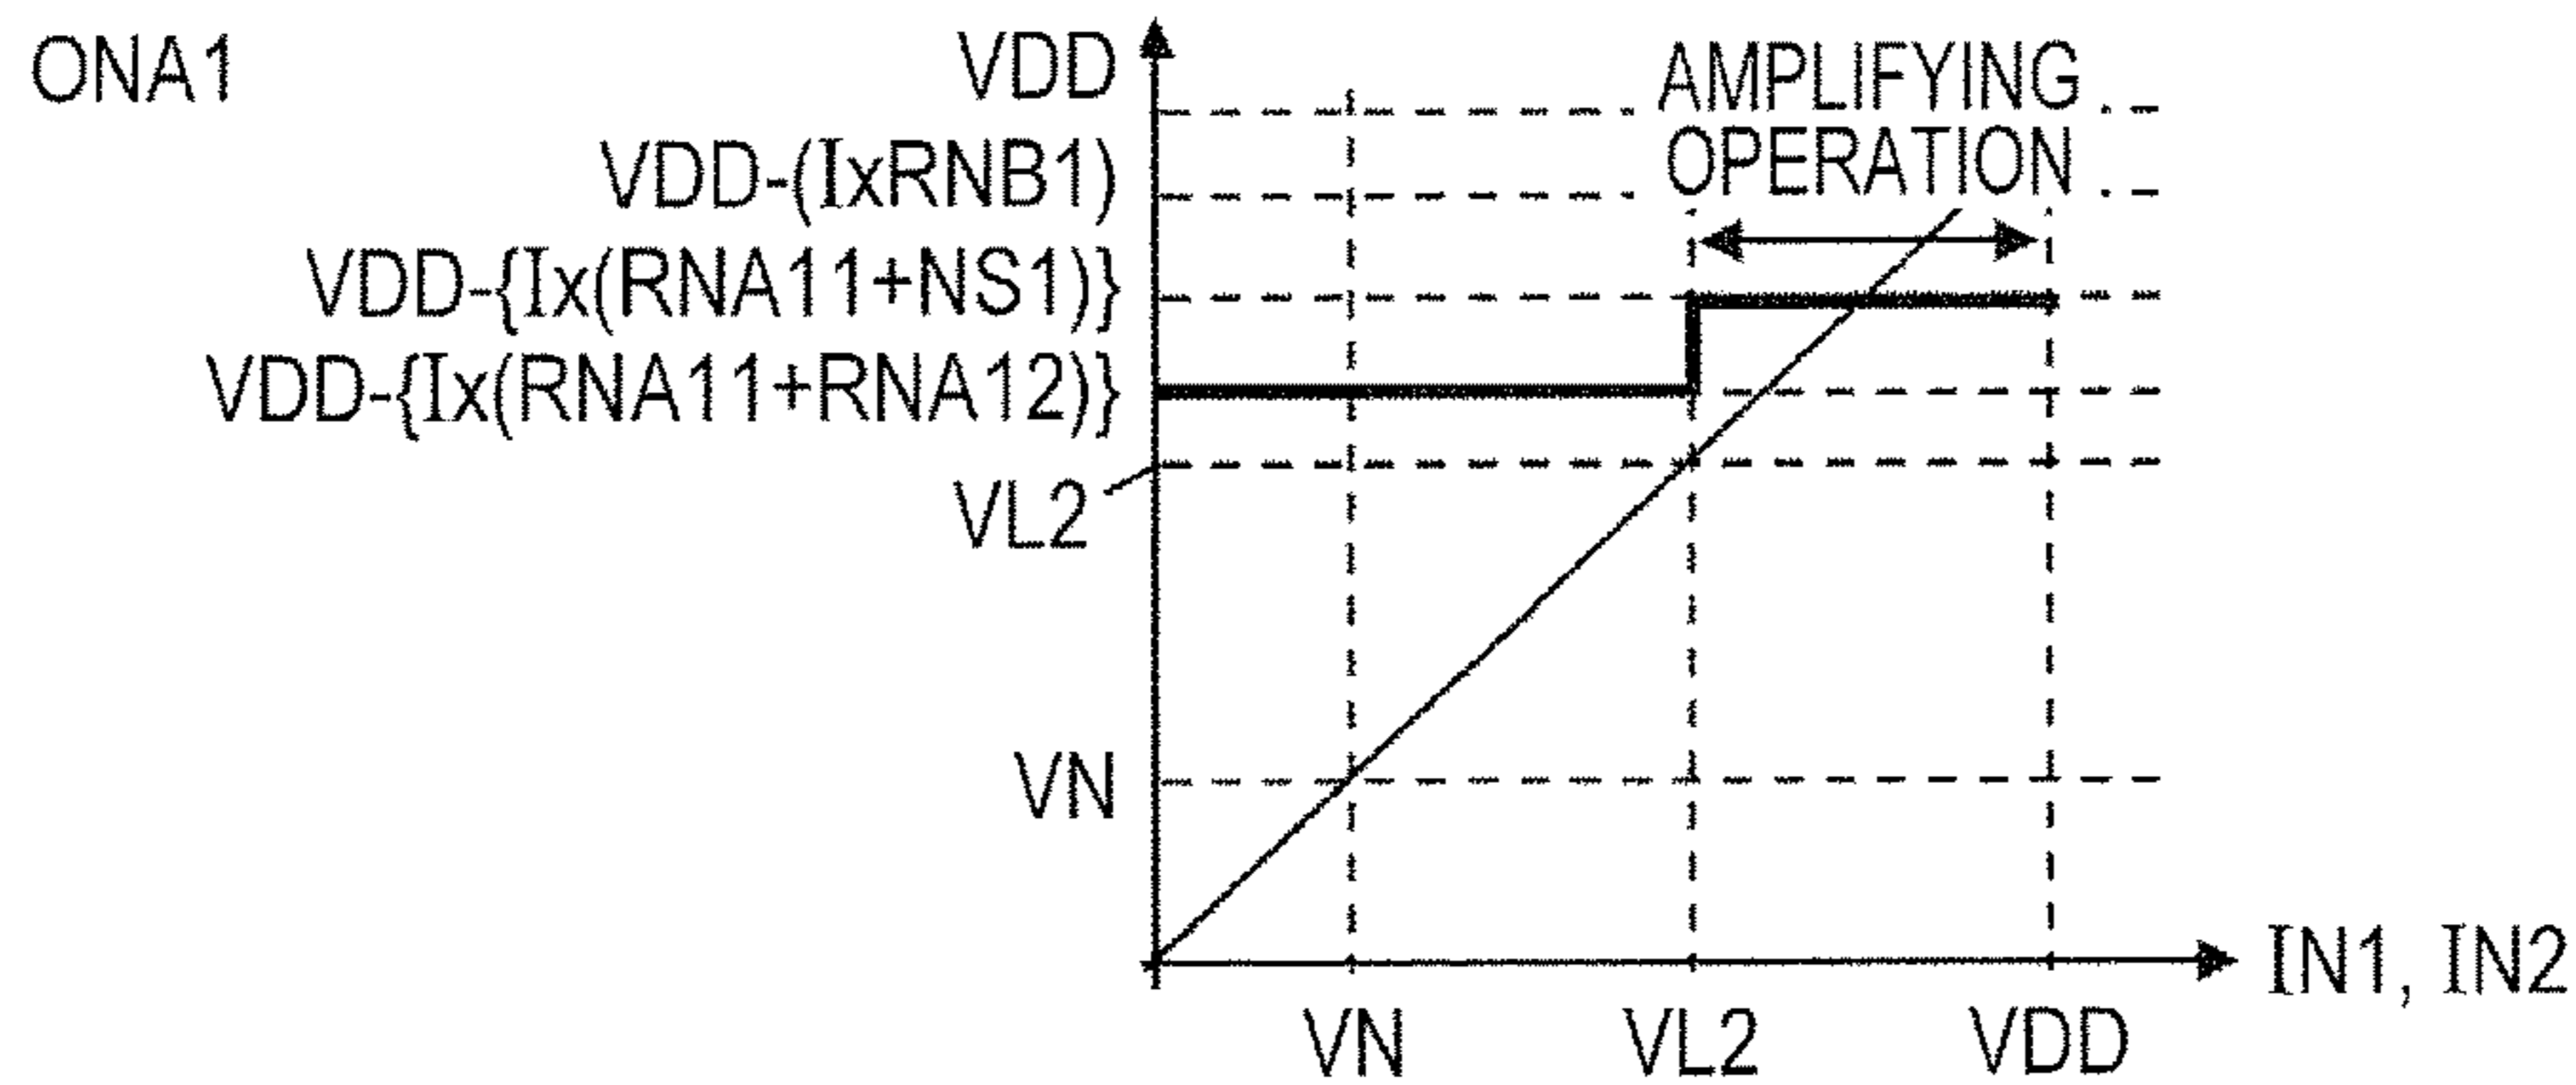 ONA1
VDD
AMPLIFYING
OPERATION
VDD-(IxRNB1)
VDD-{Ix(RNA11+NS1)}
VDD-{Ix(RNA11+RNA12)}
VL2
VN
IN1, IN2
VN VL2 VDD